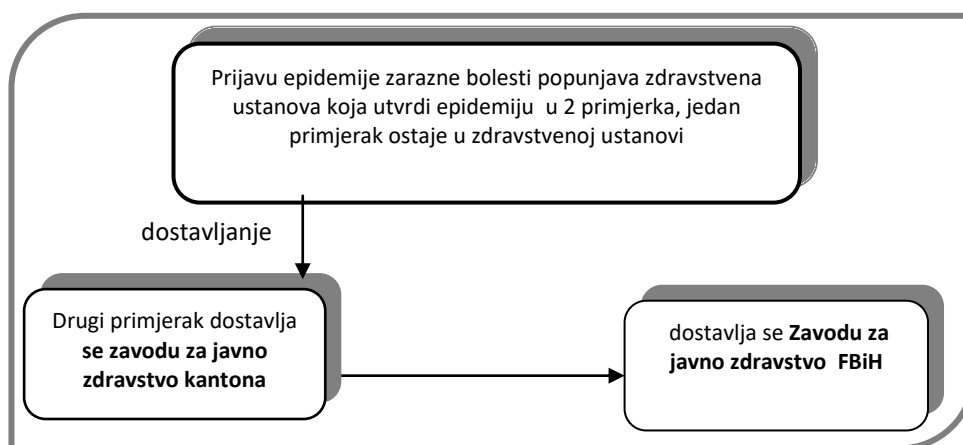 Prijavu epidemije zarazne bolesti popunjava zdravstvena
ustanova koja utvrdi epidemiju u 2 primjerka, jedan
primjerak ostaje u zdravstvenoj ustanovi
dostavljanje
Drugi primjerak dostavlja
se zavodu za javno
zdravstvo kantona
dostavlja se Zavodu za
javno zdravstvo FBiH